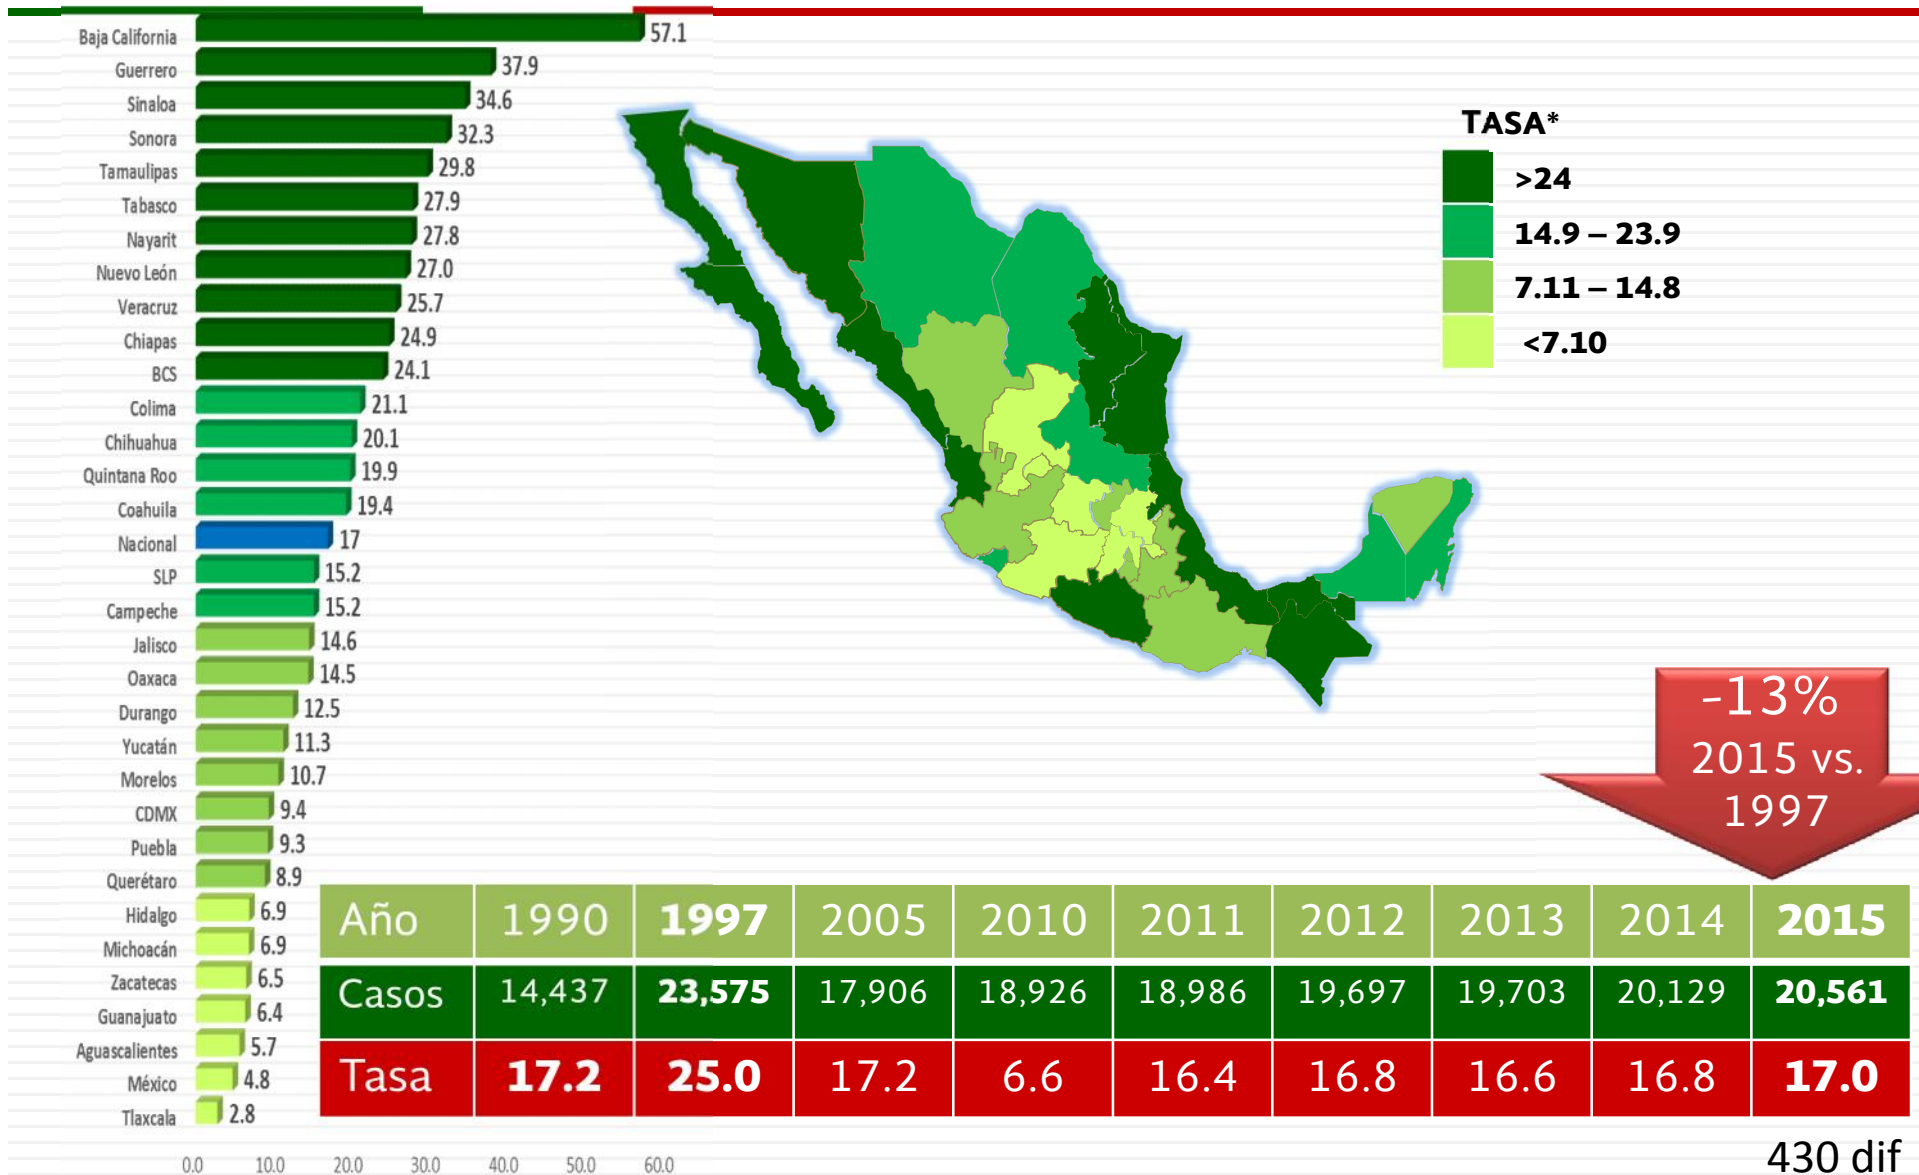 Baja California 57.1
Guerrero 37.9
Sinaloa 34.6
Sonora 32.3
Tamaulipas 29.8
Tabasco 27.9
Nayarit 27.8
Nuevo León 27.0
Veracruz 25.7
Chiapas 24.9
BCS 24.1
Colima 21.1
Chihuahua 20.1
Quintana Roo 19.9
Coahuila 19.4
Nacional 17
SLP 15.2
Campeche 15.2
Jalisco 14.6
Oaxaca 14.5
Durango 12.5
Yucatán 11.3
Morelos 10.7
CDMX 9.4
Puebla 9.3
Querétaro 8.9
Hidalgo 6.9
Michoacán 6.9
Zacatecas 6.5
Guanajuato 6.4
Aguascalientes 5.7
México 4.8
Tlaxcala 2.8
0.0 10.0 20.0 30.0 40.0 50.0 60.0
TASA*
>24
14.9 – 23.9
7.11 – 14.8
<7.10
-13%
2015 vs.
1997
Año 1990 1997 2005 2010 2011 2012 2013 2014 2015
Casos 14,437 23,575 17,906 18,926 18,986 19,697 19,703 20,129 20,561
Tasa 17.2 25.0 17.2 6.6 16.4 16.8 16.6 16.8 17.0
430 dif